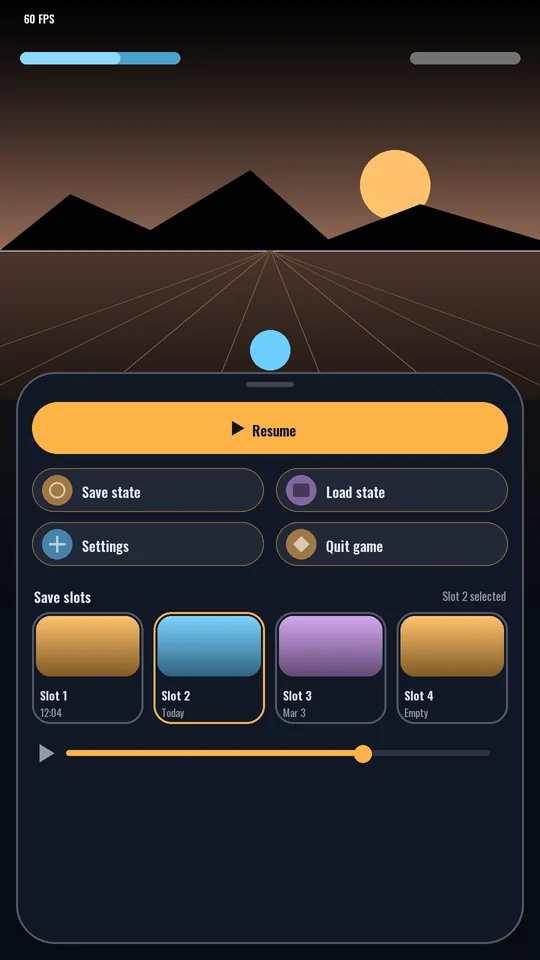 60 FPS
Resume
Save state
Load state
Settings
Quit game
Save slots
Slot 2 selected
Slot 1
12:04
Slot 2
Today
Slot 3
Mar 3
Slot 4
Empty